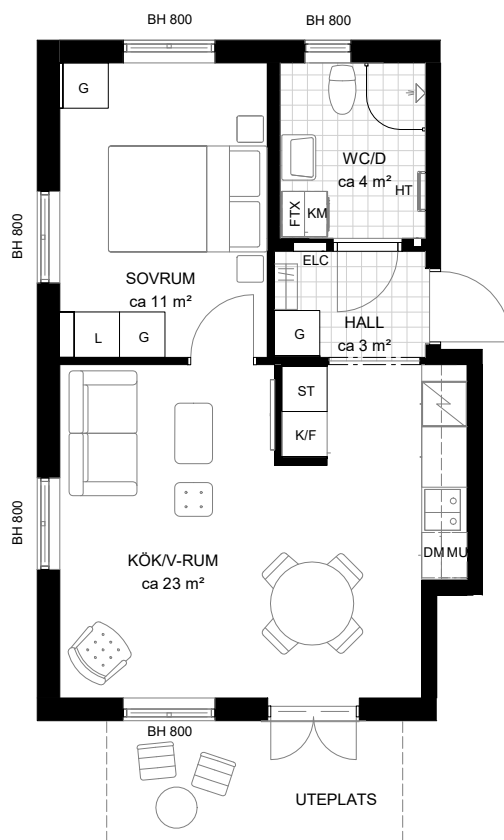 BH 800
BH 800
G
WC/D
ca 4 m²
HT
FTX
KM
BH 800
ELC
SOVRUM
ca 11 m²
HALL
ca 3 m²
L
G
G
ST
K/F
BH 800
DM MU
KÖK/V-RUM
ca 23 m²
BH 800
UTEPLATS